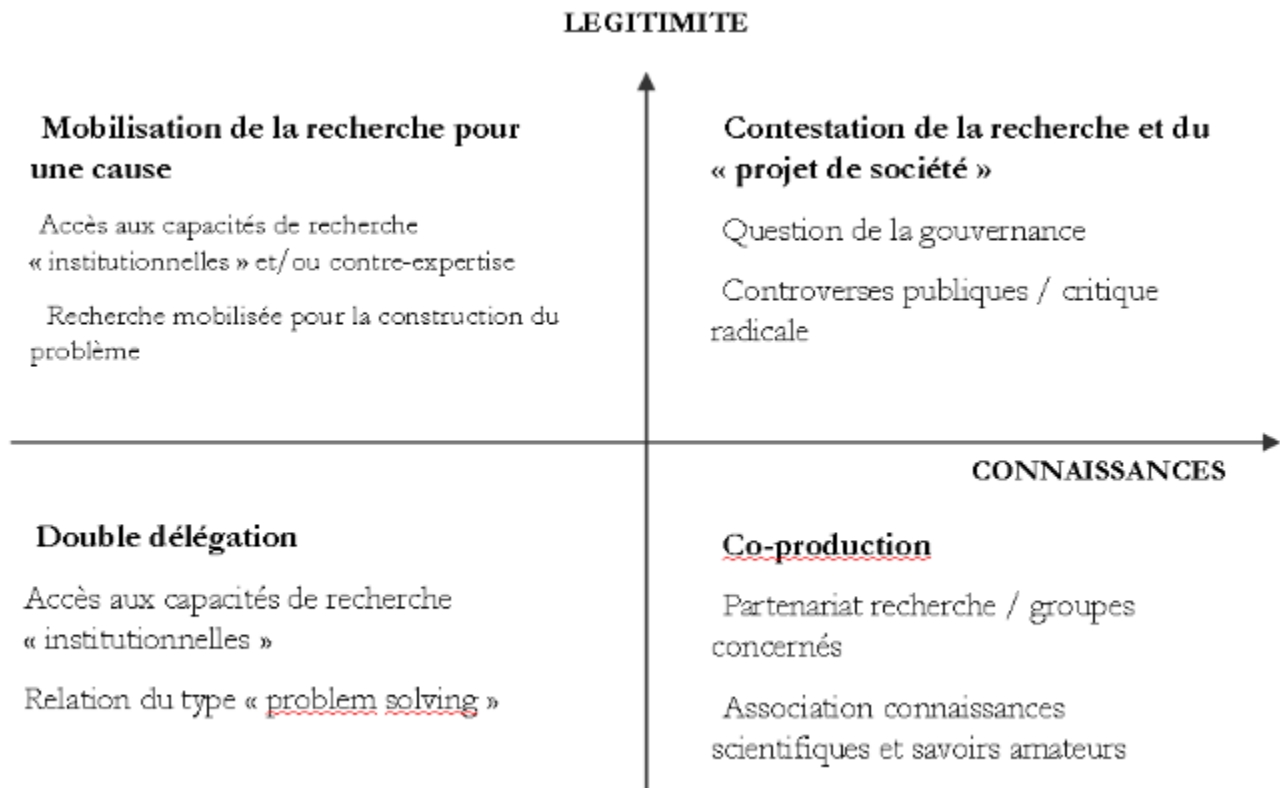 LEGITIMITE
Mobilisation de la recherche pour
une cause
Accès aux capacités de recherche
« institutionnelles » et/ou contre-expertise
Recherche mobilisée pour la construction du
problème
Contestation de la recherche et du
« projet de société »
Question de la gouvernance
Controverses publiques / critique
radicale
CONNAISSANCES
Double délégation
Accès aux capacités de recherche
« institutionnelles »
Relation du type « problem solving »
Co-production
Partenariat recherche / groupes
concernés
Association connaissances
scientifiques et savoirs amateurs